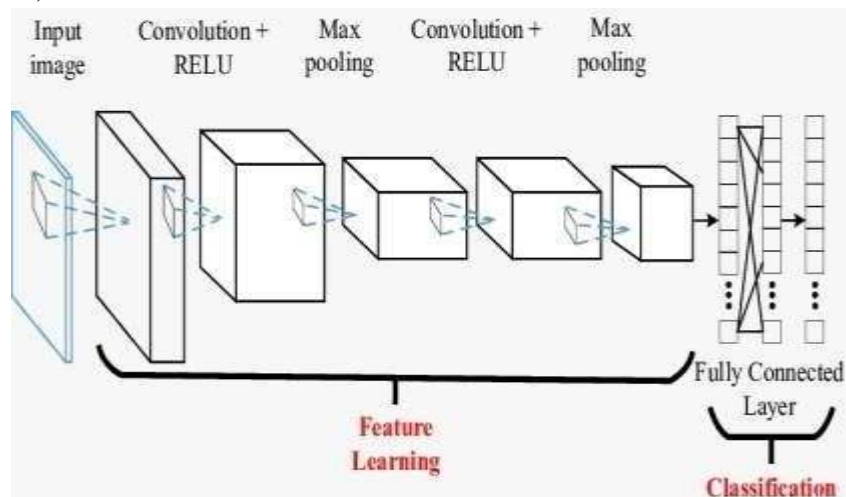 Input
image
Convolution +
RELU
Max
pooling
Convolution +
RELU
Max
pooling
Fully Connected
Layer
Feature
Learning
Classification